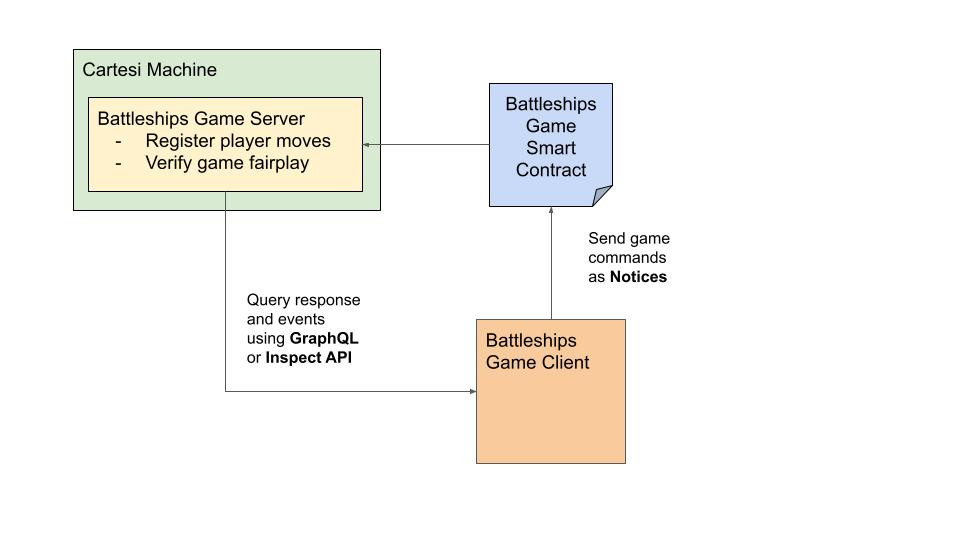 Cartesi Machine
Battleships Game Server
- Register player moves
- Verify game fairplay
Battleships
Game
Smart
Contract
Send game
commands
as Notices
Query response
and events
using GraphQL
or Inspect API
Battleships
Game Client